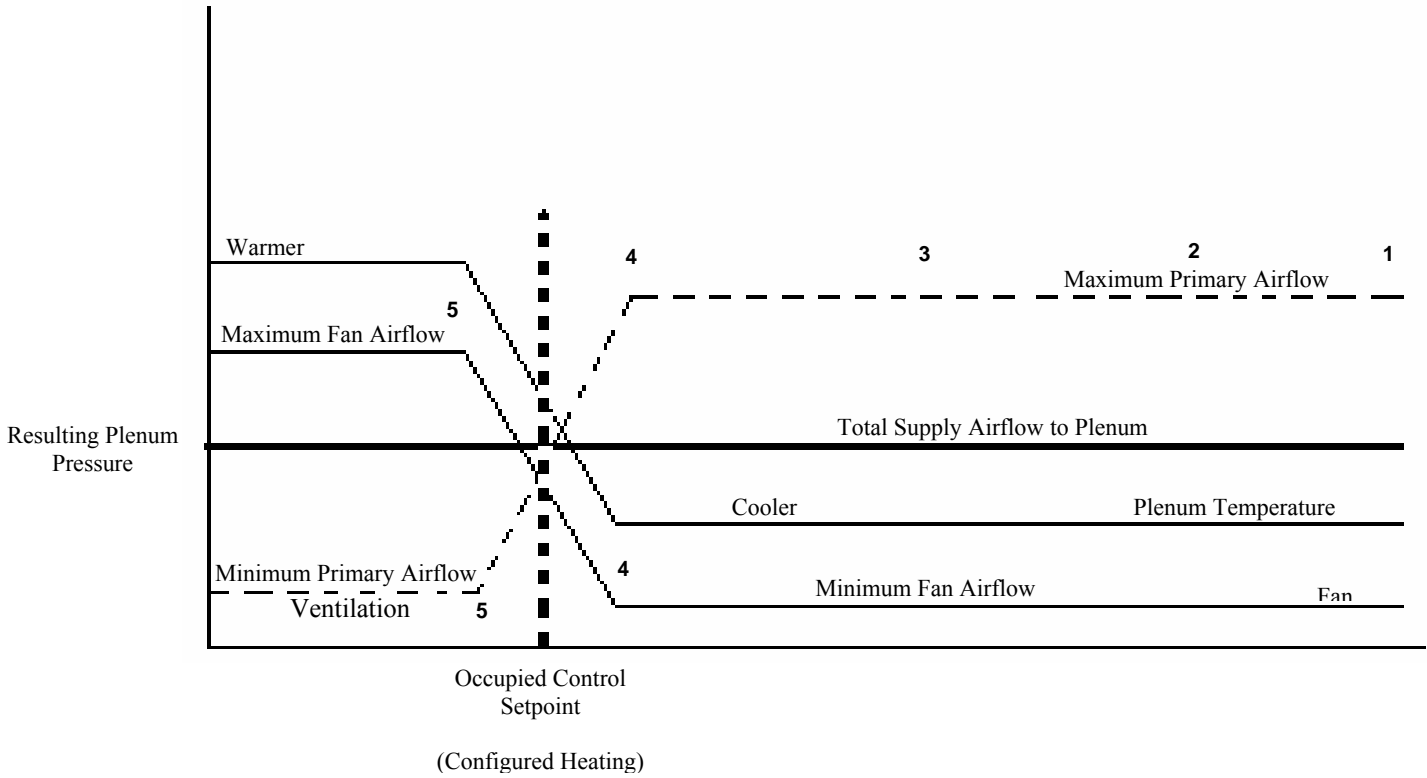 Warmer
4
3
2
1
Maximum Primary Airflow
5
Maximum Fan Airflow
Resulting Plenum
Pressure
Total Supply Airflow to Plenum
Cooler
Plenum Temperature
Minimum Primary Airflow
Ventilation
5
4
Minimum Fan Airflow
Fan
Occupied Control
Setpoint
(Configured Heating)